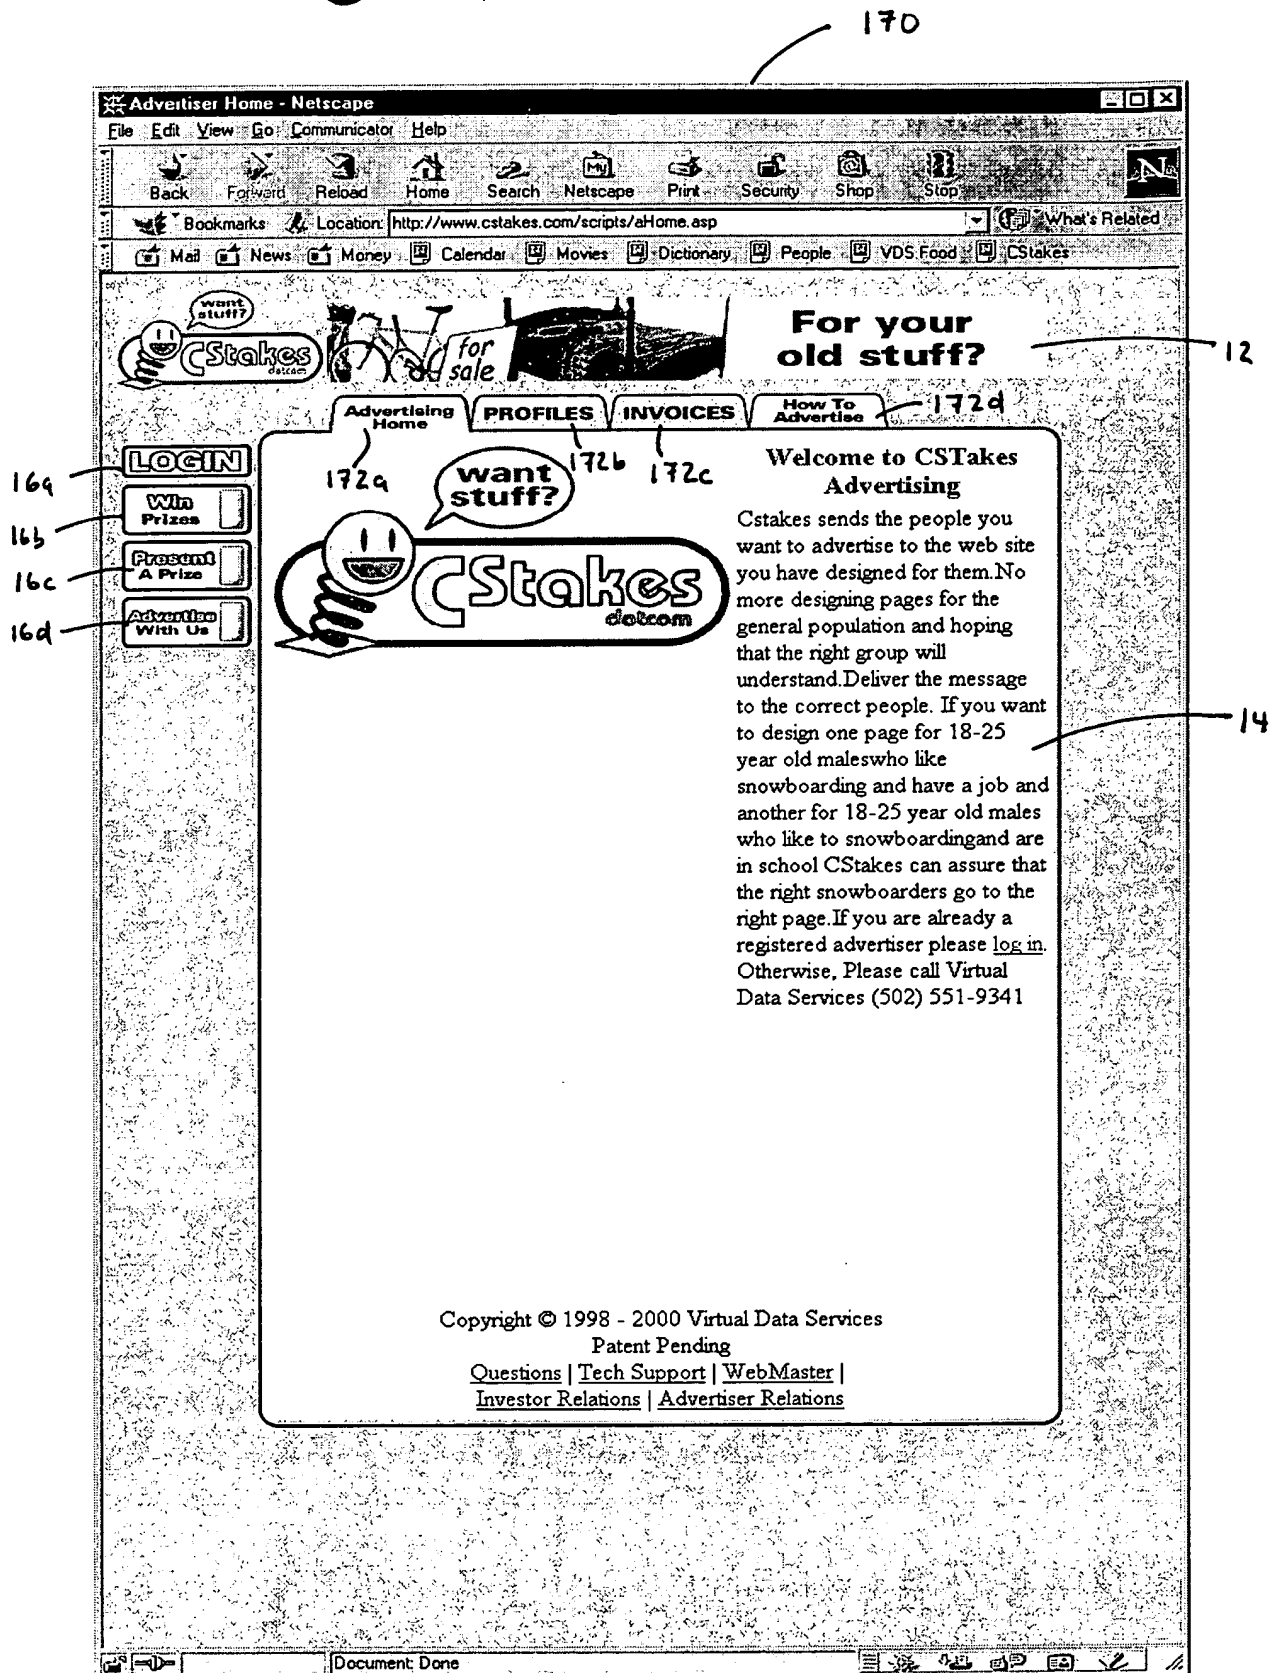 170
Advertiser Home - Netscape
File Edit View Go Communicator Help
Back Forward Reload Home Search Netscape Print Security Shop Stop
Bookmarks Location: http://www.cstakes.com/scripts/aHome.asp What's Related
Mail News Money Calendar Movies Dictionary People VDS Food CStakes
want
stuff?
CStakes
dotcom
for
sale
For your
old stuff?
12
Advertising
Home
PROFILES
INVOICES
How To
Advertise
172d
172a
172b
172c
16a
LOGIN
16b
Win
Prizes
16c
Present
A Prize
16d
Advertise
With Us
want
stuff?
CStakes
dotcom
Welcome to CSTakes
Advertising
Cstakes sends the people you
want to advertise to the web site
you have designed for them.No
more designing pages for the
general population and hoping
that the right group will
understand.Deliver the message
to the correct people. If you want
to design one page for 18-25
year old maleswho like
snowboarding and have a job and
another for 18-25 year old males
who like to snowboardingand are
in school CStakes can assure that
the right snowboarders go to the
right page.If you are already a
registered advertiser please log in.
Otherwise, Please call Virtual
Data Services (502) 551-9341
14
Copyright © 1998 - 2000 Virtual Data Services
Patent Pending
Questions | Tech Support | WebMaster |
Investor Relations | Advertiser Relations
Document: Done